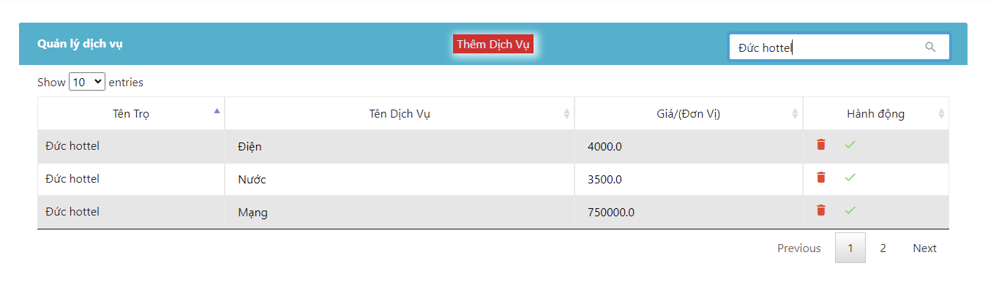 Quản lý dịch vụ Thêm Dịch Vụ Đức hottel
Show 10 entries
Tên Trọ Tên Dịch Vụ Giá/(Đơn Vị) Hành động
Đức hottel Điện 4000.0
Đức hottel Nước 3500.0
Đức hottel Mạng 750000.0
Previous 1 2 Next